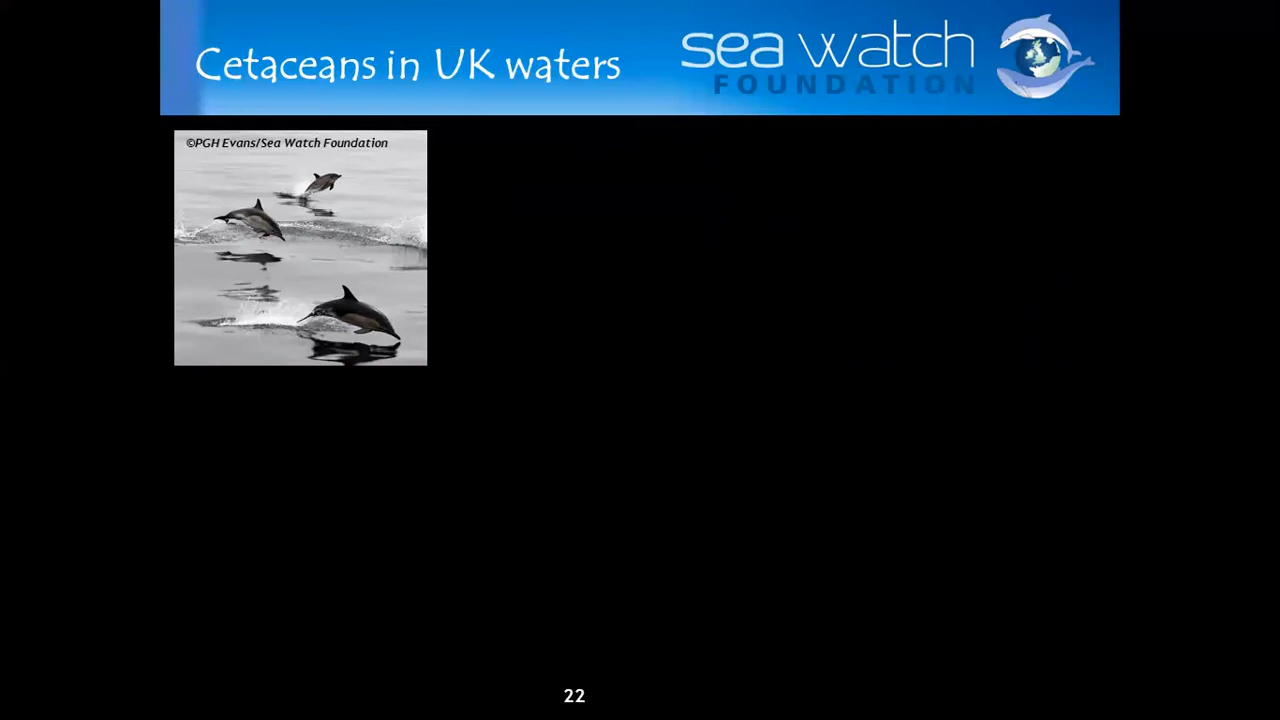 Cetaceans in UK waters
sea watch
FOUNDATION
©PGH Evans/Sea Watch Foundation
22